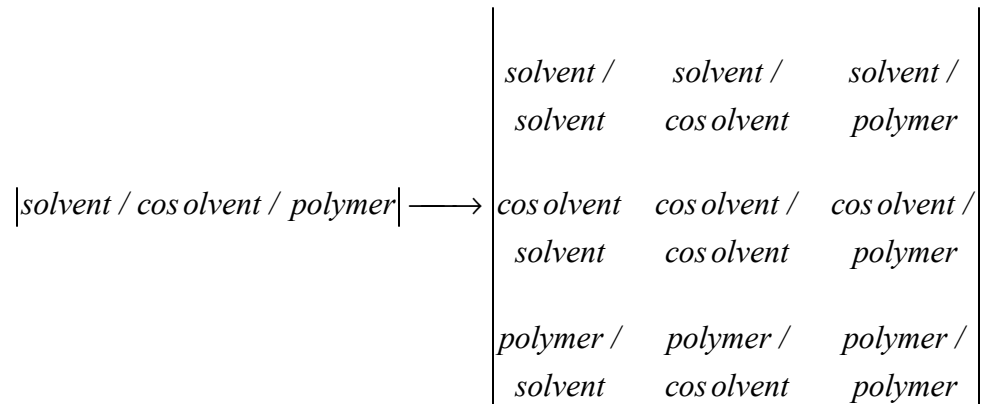 solvent / solvent / solvent /
solvent cos olvent polymer
|solvent / cos olvent / polymer| ⟶ cos olvent cos olvent / cos olvent /
solvent cos olvent polymer
polymer / polymer / polymer /
solvent cos olvent polymer